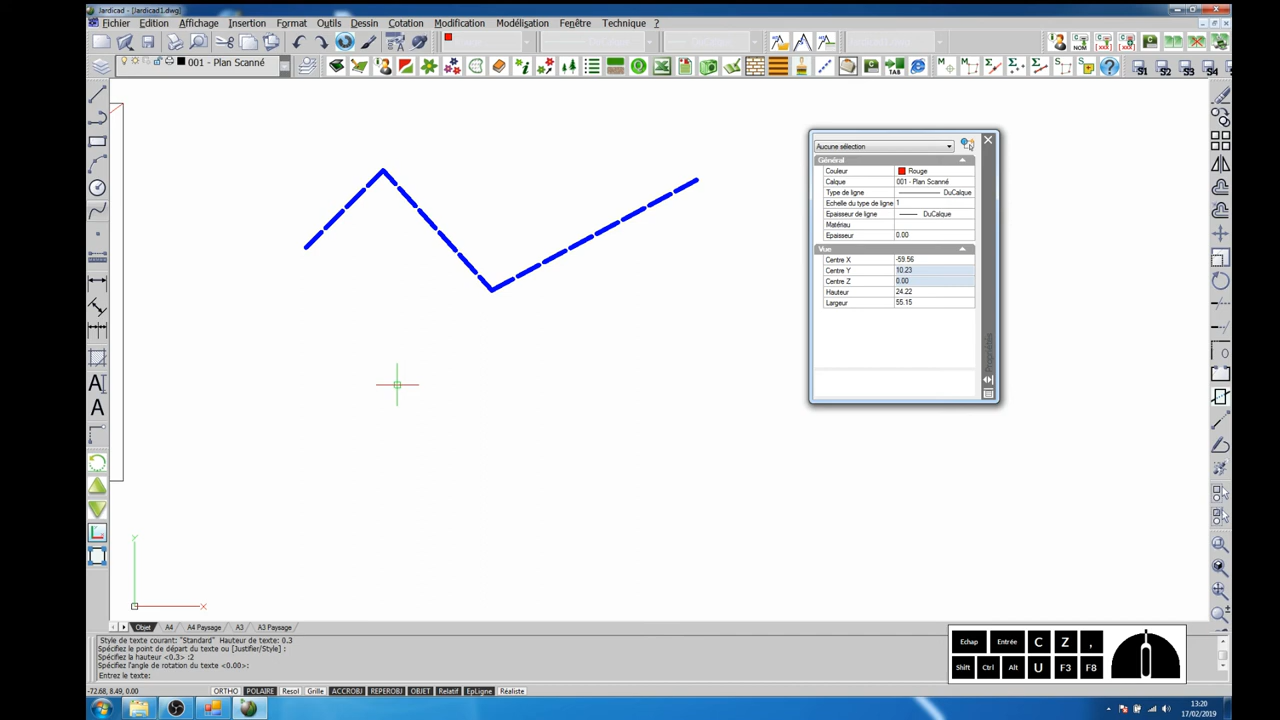 Jardicad - [Jardicad1.dwg]
Fichier Edition Affichage Insertion Format Outils Dessin Cotation Modification Modélisation Fenêtre Technique ?
001 - Plan Scanné
NOM
TAB
S1 S2 S3 S4
Aucune sélection
Général
Couleur Rouge
Calque 001 - Plan Scanné
Type de ligne DuCalque
Echelle du type de ligne 1
Epaisseur de ligne DuCalque
Matériau
Epaisseur 0.00
Vue
Centre X -59.56
Centre Y 10.23
Centre Z 0.00
Hauteur 24.22
Largeur 55.15
Propriétés
Y
X
Objet A4 A4 Paysage A3 A3 Paysage
Style de texte courant: "Standard" Hauteur de texte: 0.3
Spécifiez le point de départ du texte ou [Justifier/Style] :
Spécifiez la hauteur <0.3> :2
Spécifiez l'angle de rotation du texte <0.00>:
Entrez le texte:
Echap Entrée C Z ,
Shift Ctrl Alt U F3 F8
-72.68, 8.49, 0.00 ORTHO POLAIRE Resol Grille ACCROBJ REPEROBJ OBJET Relatif EpLigne Réaliste
13:20
17/02/2019